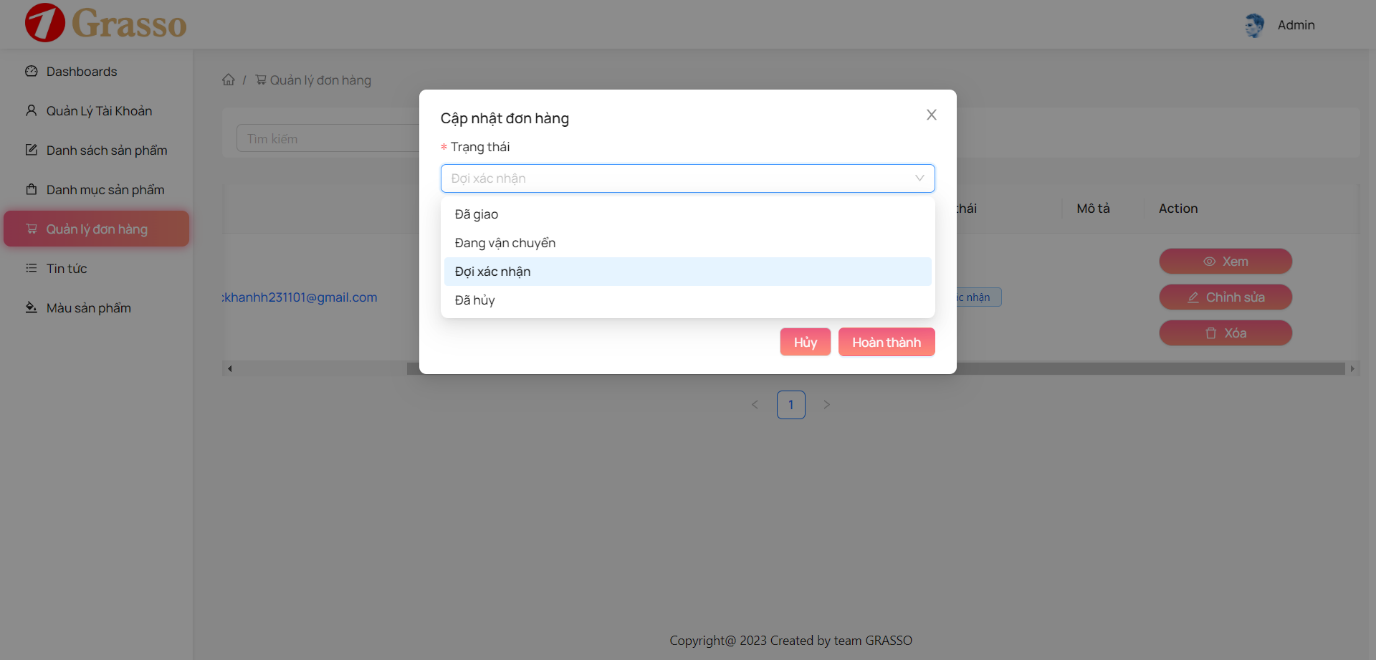 Grasso
Admin
Dashboards
Quản Lý Tài Khoản
Danh sách sản phẩm
Danh mục sản phẩm
Quản lý đơn hàng
Tin tức
Màu sản phẩm
/ Quản lý đơn hàng
Tìm kiếm
Cập nhật đơn hàng
* Trạng thái
Đợi xác nhận
Đã giao
Đang vận chuyển
Đợi xác nhận
Đã hủy
Hủy
Hoàn thành
thái
Mô tả
Action
khanhh231101@gmail.com
nhận
Xem
Chỉnh sửa
Xóa
1
Copyright@ 2023 Created by team GRASSO